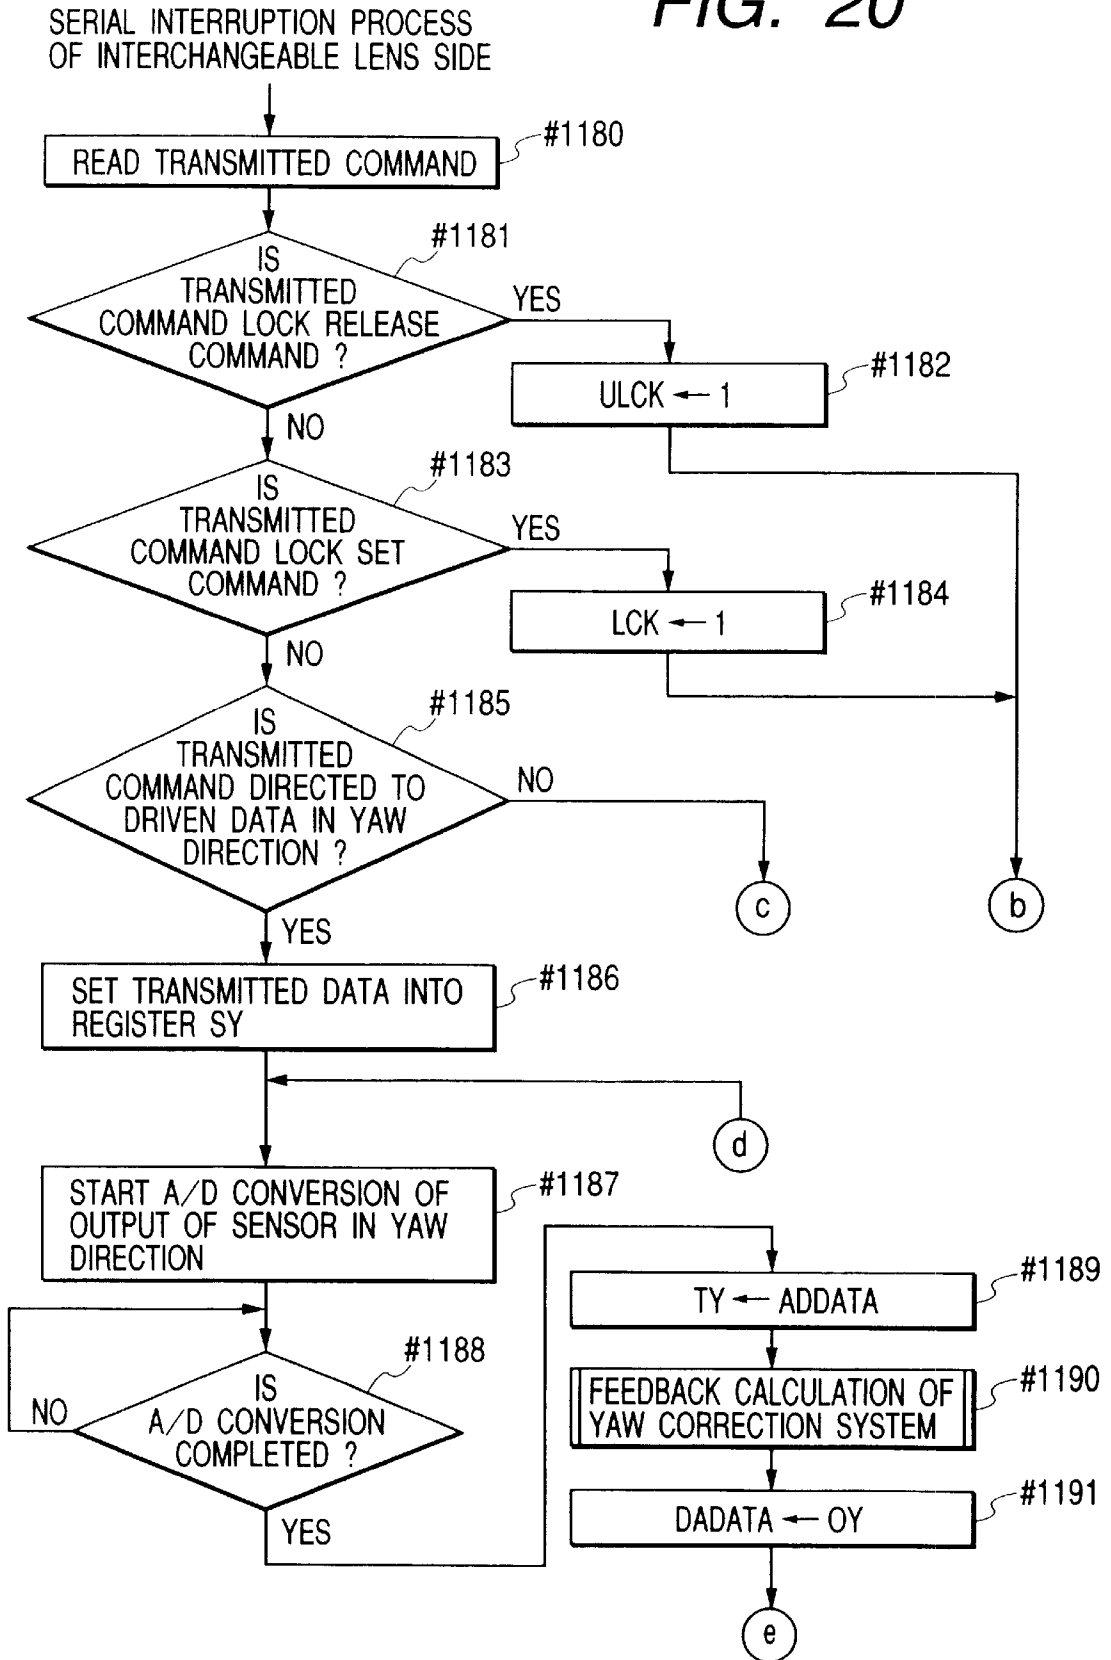 FIG. 20
SERIAL INTERRUPTION PROCESS
OF INTERCHANGEABLE LENS SIDE
#1180
READ TRANSMITTED COMMAND
#1181
IS
TRANSMITTED
COMMAND LOCK RELEASE
COMMAND ?
YES
#1182
ULCK ← 1
NO
#1183
IS
TRANSMITTED
COMMAND LOCK SET
COMMAND ?
YES
#1184
LCK ← 1
NO
#1185
IS
TRANSMITTED
COMMAND DIRECTED TO
DRIVEN DATA IN YAW
DIRECTION ?
NO
c
b
YES
#1186
SET TRANSMITTED DATA INTO
REGISTER SY
d
#1187
START A/D CONVERSION OF
OUTPUT OF SENSOR IN YAW
DIRECTION
#1188
IS
A/D CONVERSION
COMPLETED ?
NO
YES
#1189
TY ← ADDATA
#1190
FEEDBACK CALCULATION OF
YAW CORRECTION SYSTEM
#1191
DADATA ← OY
e